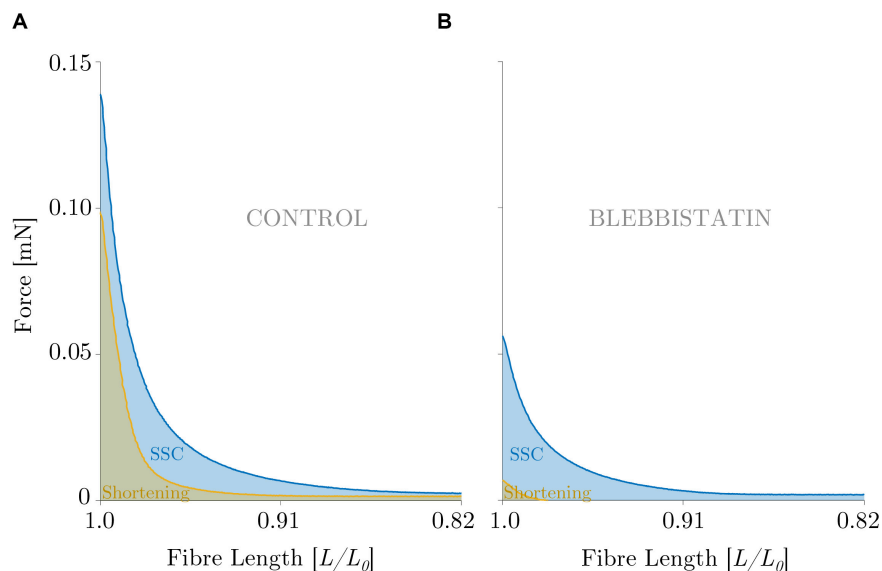 A
B
0.15
0.10
CONTROL
BLEBBISTATIN
Force [mN]
0.05
SSC
SSC
0
Shortening
Shortening
1.0
0.91
0.82
1.0
0.91
0.82
Fibre Length [L/L0]
Fibre Length [L/L0]